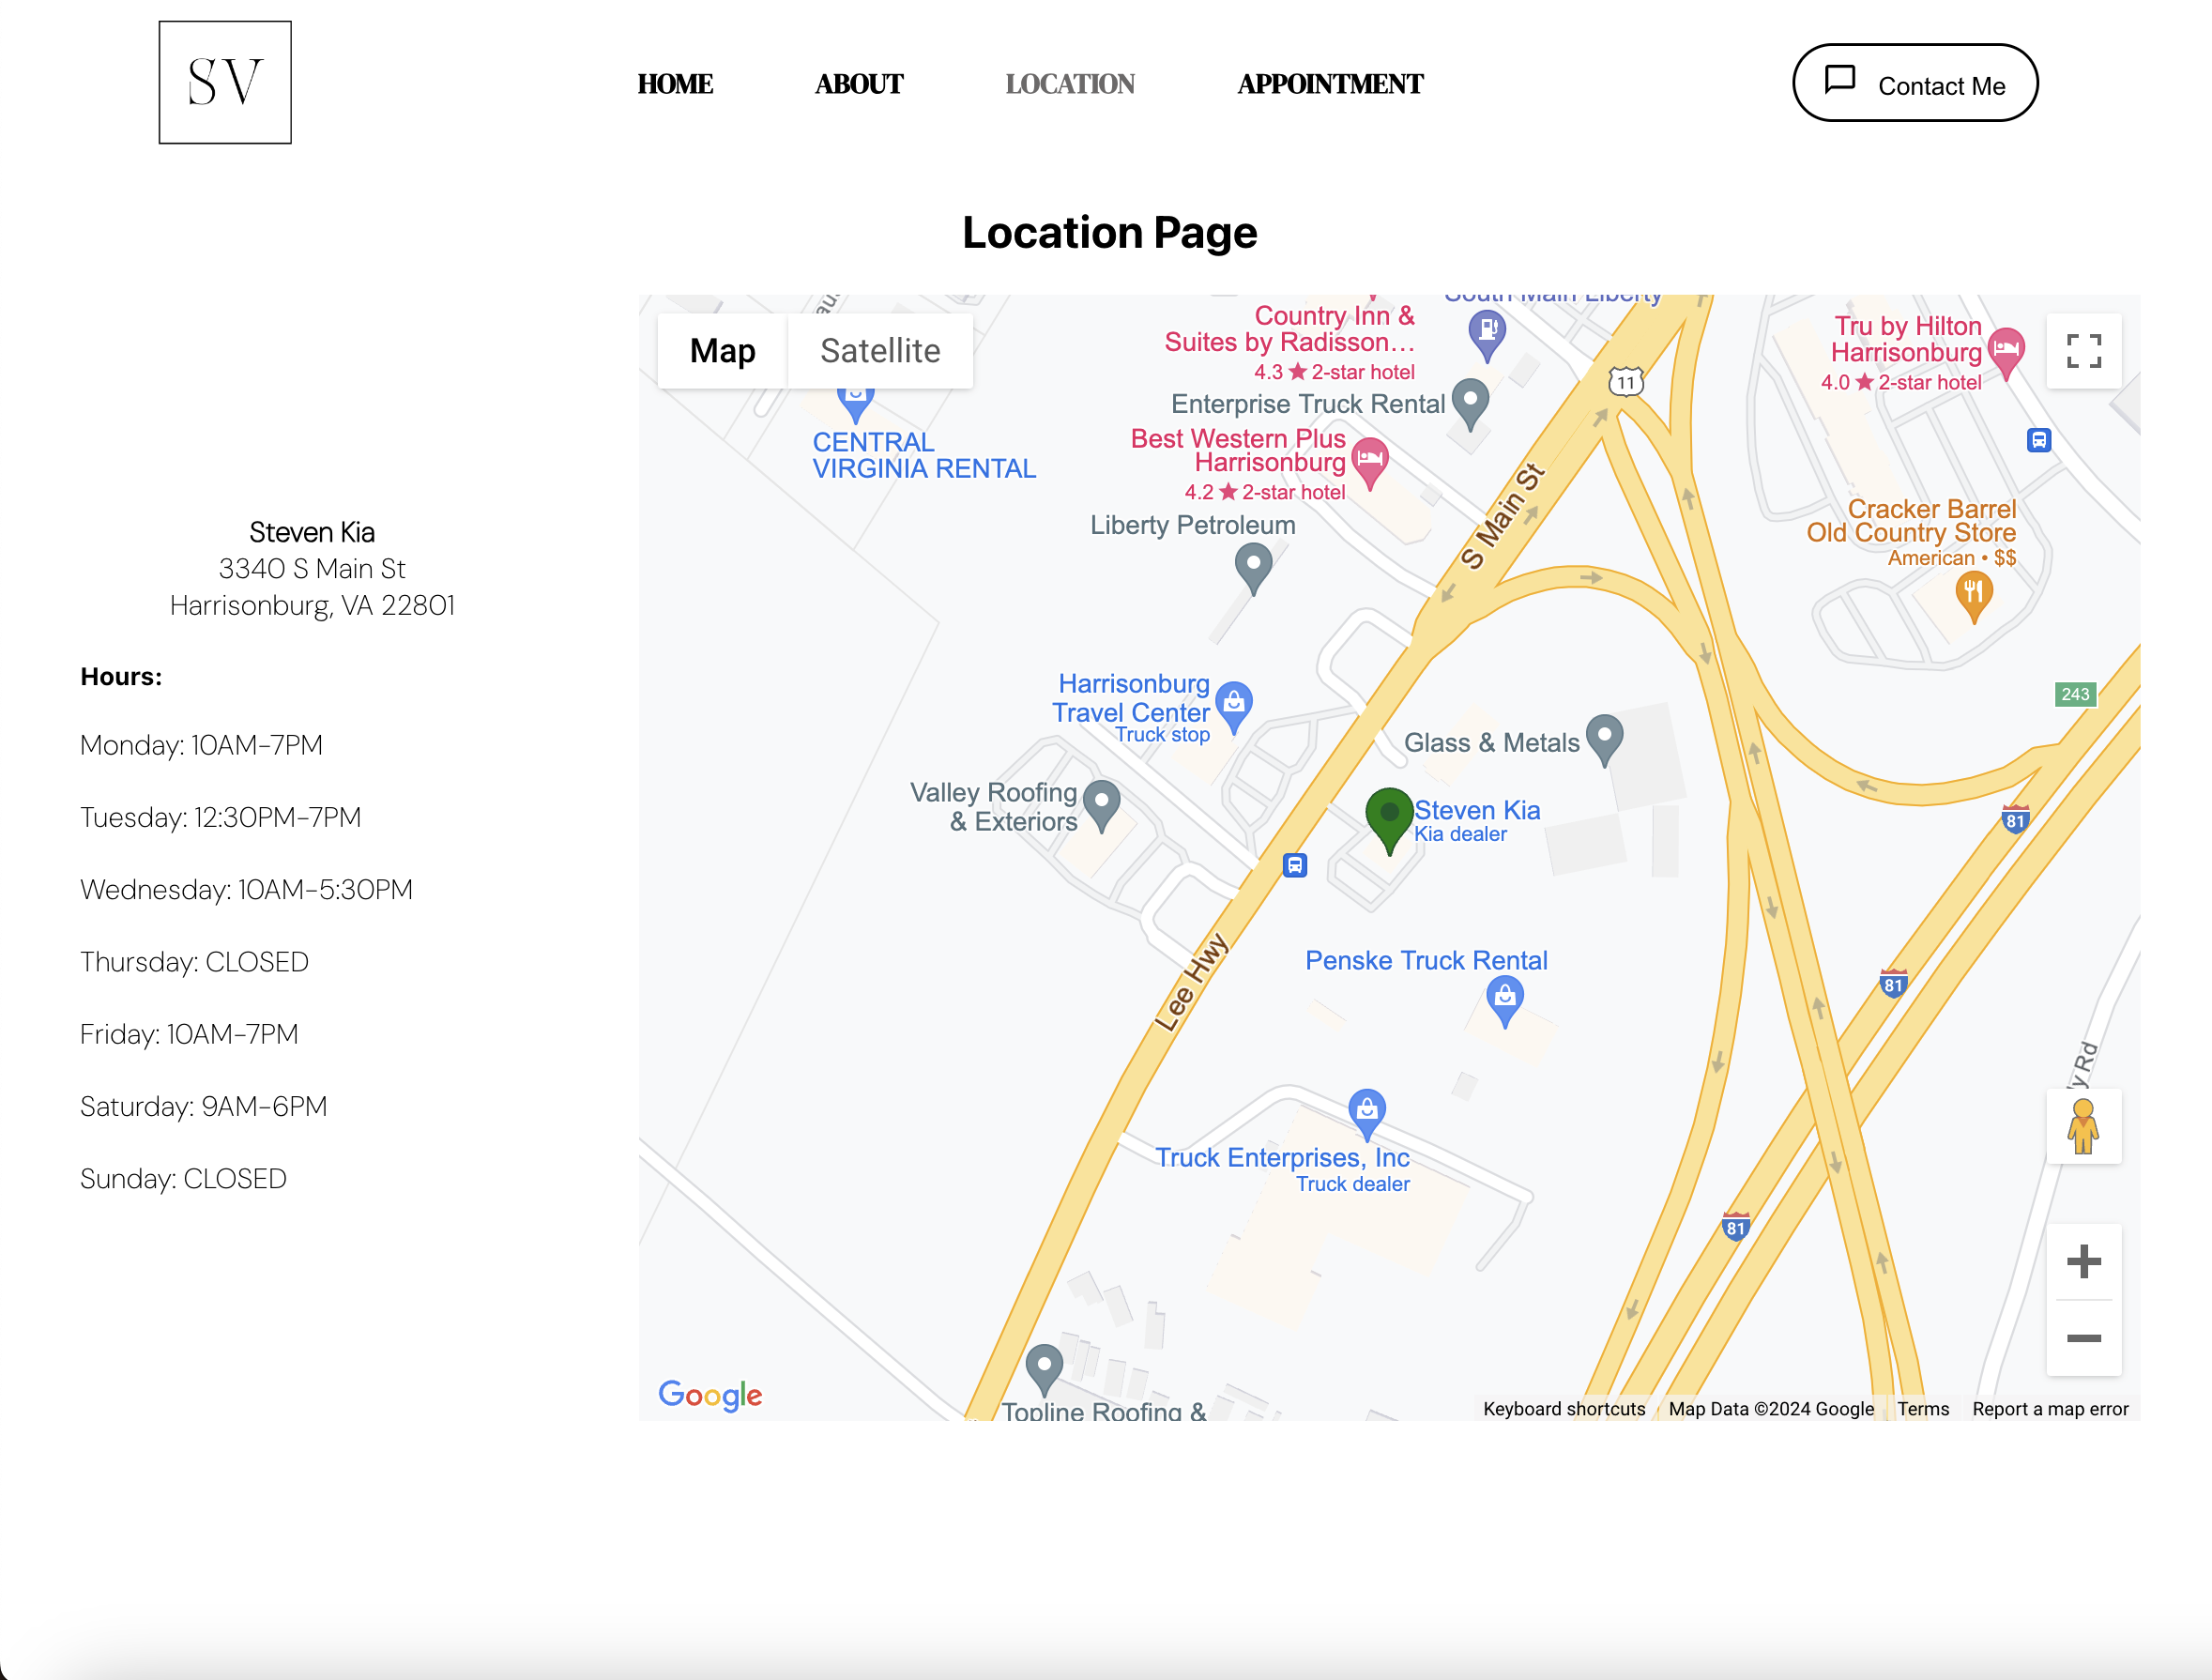 SV
HOME
ABOUT
LOCATION
APPOINTMENT
Contact Me
Location Page
Steven Kia
3340 S Main St
Harrisonburg, VA 22801
Hours:
Monday: 10AM-7PM
Tuesday: 12:30PM-7PM
Wednesday: 10AM-5:30PM
Thursday: CLOSED
Friday: 10AM-7PM
Saturday: 9AM-6PM
Sunday: CLOSED
Map
Satellite
South Main Liberty
Country Inn &
Suites by Radisson...
4.3 ★ 2-star hotel
Tru by Hilton
Harrisonburg
4.0 ★ 2-star hotel
11
Enterprise Truck Rental
CENTRAL
VIRGINIA RENTAL
Best Western Plus
Harrisonburg
4.2 ★ 2-star hotel
S Main St
Liberty Petroleum
Cracker Barrel
Old Country Store
American • $$
Harrisonburg
Travel Center
Truck stop
243
Glass & Metals
Valley Roofing
& Exteriors
Steven Kia
Kia dealer
81
Lee Hwy
Penske Truck Rental
81
Rd
Truck Enterprises, Inc
Truck dealer
81
Topline Roofing &
Google
Keyboard shortcuts
Map Data ©2024 Google
Terms
Report a map error